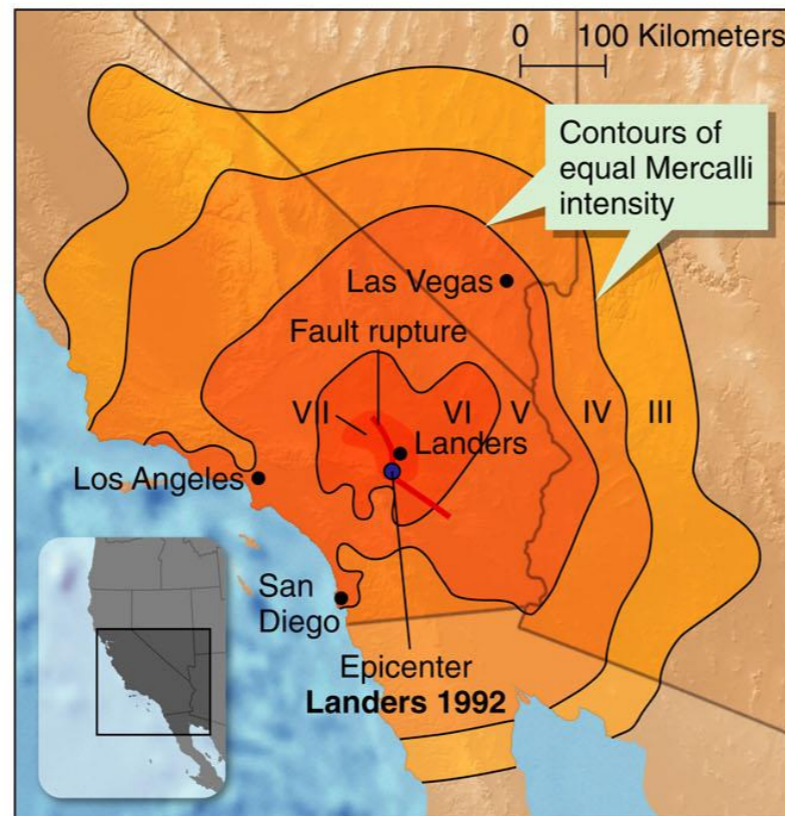 0 100 Kilometers
Contours of
equal Mercalli
intensity
Las Vegas
Fault rupture
VII VI V IV III
Landers
Los Angeles
San
Diego
Epicenter
Landers 1992